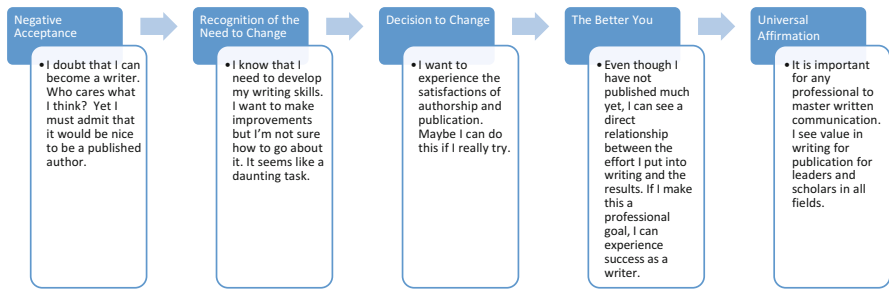 Negative
Acceptance
• I doubt that I can
become a writer.
Who cares what
I think?  Yet I
must admit that
it would be nice
to be a published
author.
Recognition of the
Need to Change
• I know that I
need to develop
my writing skills.
I want to make
improvements
but I’m not sure
how to go about
it. It seems like a
daunting task.
Decision to Change
• I want to
experience the
satisfactions of
authorship and
publication.
Maybe I can do
this if I really try.
The Better You
• Even though I
have not
published much
yet, I can see a
direct
relationship
between the
effort I put into
writing and the
results. If I make
this a
professional
goal, I can
experience
success as a
writer.
Universal
Affirmation
• It is important
for any
professional to
master written
communication.
I see value in
writing for
publication for
leaders and
scholars in all
fields.